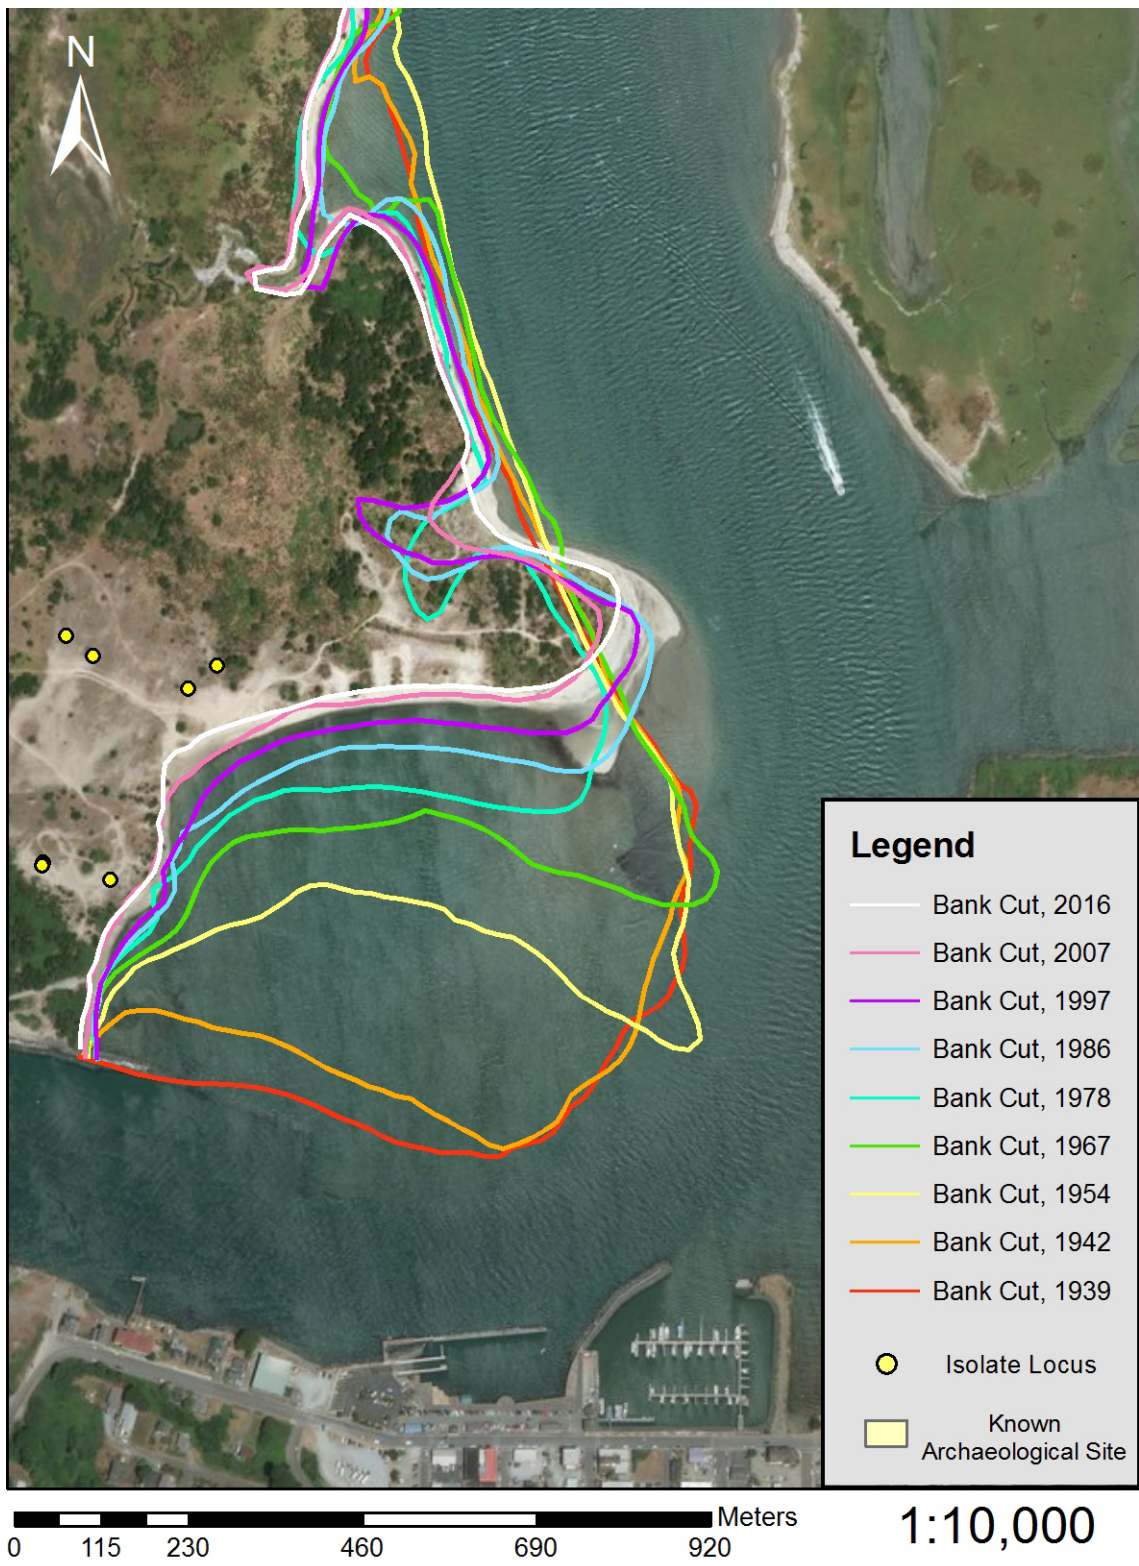 N
Legend
Bank Cut, 2016
Bank Cut, 2007
Bank Cut, 1997
Bank Cut, 1986
Bank Cut, 1978
Bank Cut, 1967
Bank Cut, 1954
Bank Cut, 1942
Bank Cut, 1939
Isolate Locus
Known
Archaeological Site
Meters
0 115 230 460 690 920
1:10,000